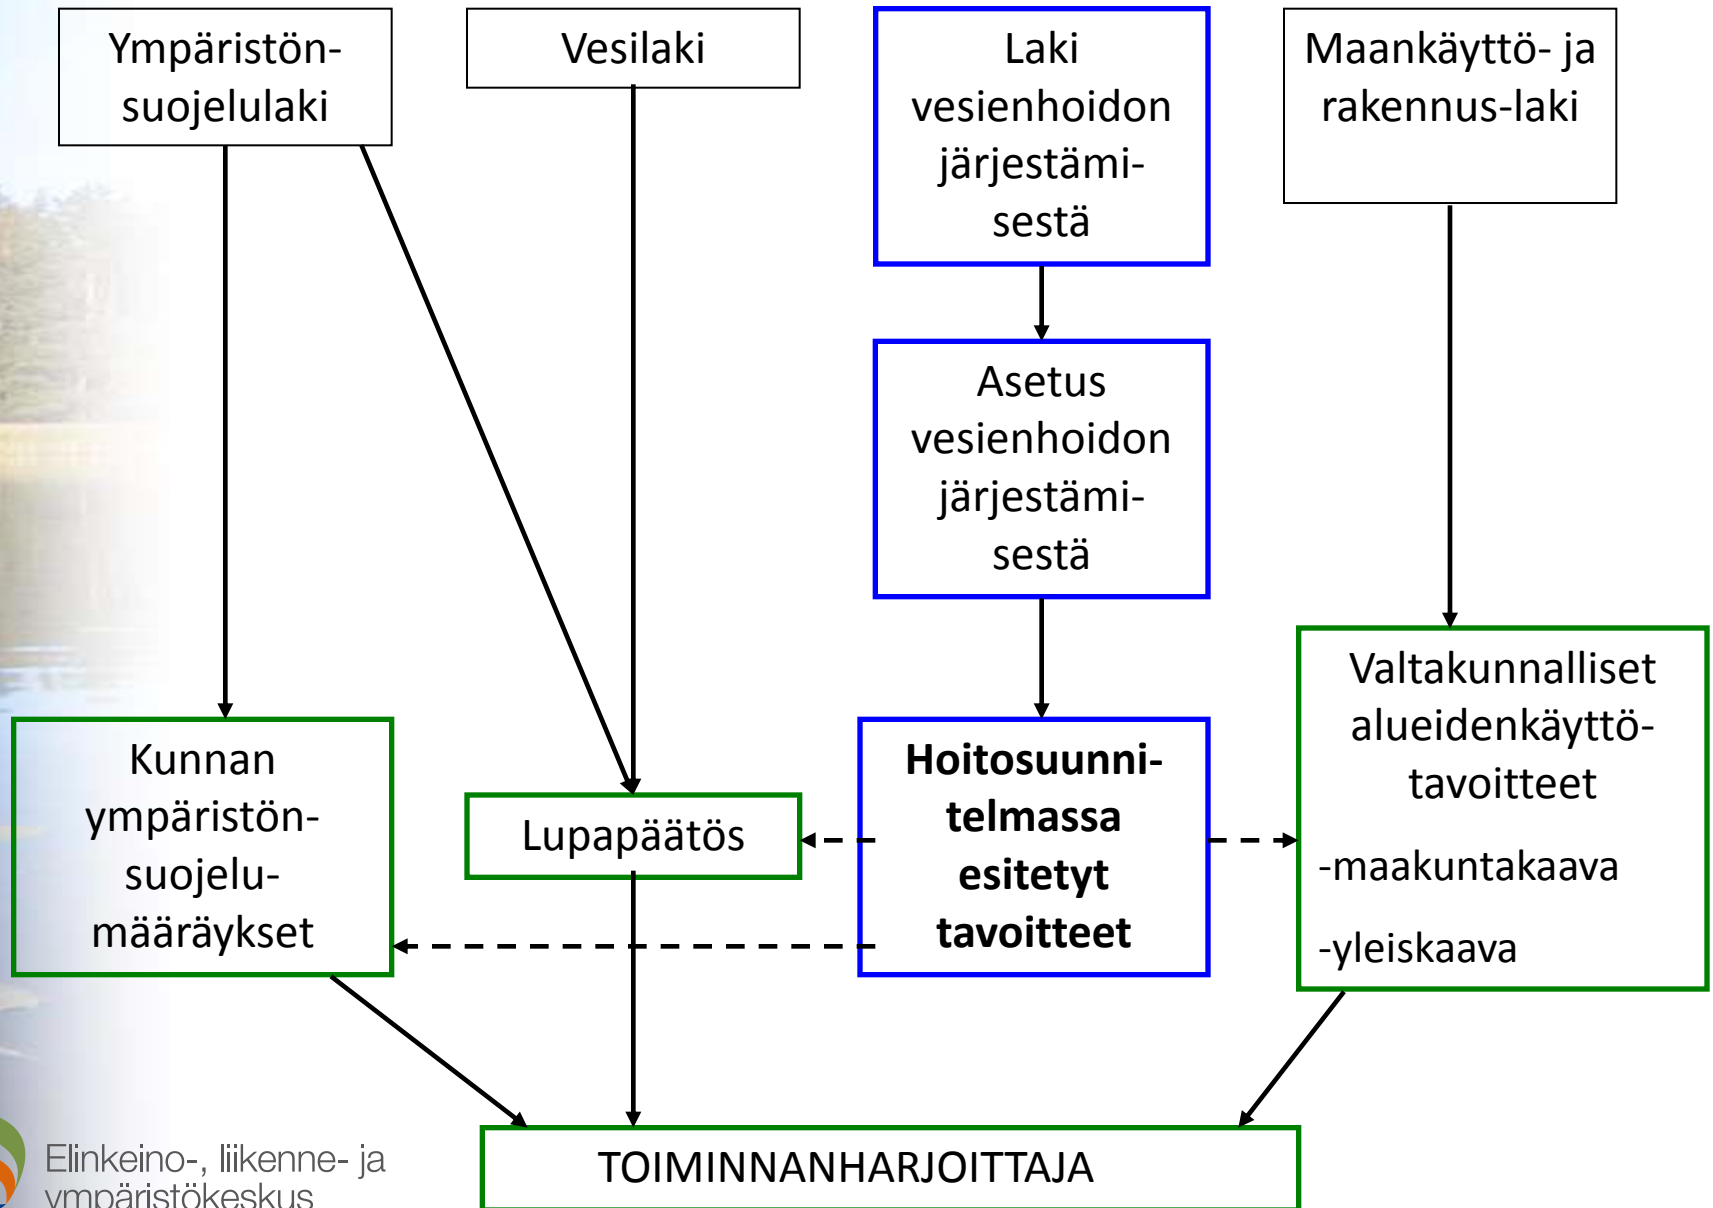 Ympäristön-
suojelulaki
Vesilaki
Laki
vesienhoidon
järjestämi-
sestä
Maankäyttö- ja
rakennus-laki
Asetus
vesienhoidon
järjestämi-
sestä
Kunnan
ympäristön-
suojelu-
määräykset
Lupapäätös
Hoitosuunni-
telmassa
esitetyt
tavoitteet
Valtakunnalliset
alueidenkäyttö-
tavoitteet
-maakuntakaava
-yleiskaava
TOIMINNANHARJOITTAJA
Elinkeino-, liikenne- ja
ympäristökeskus